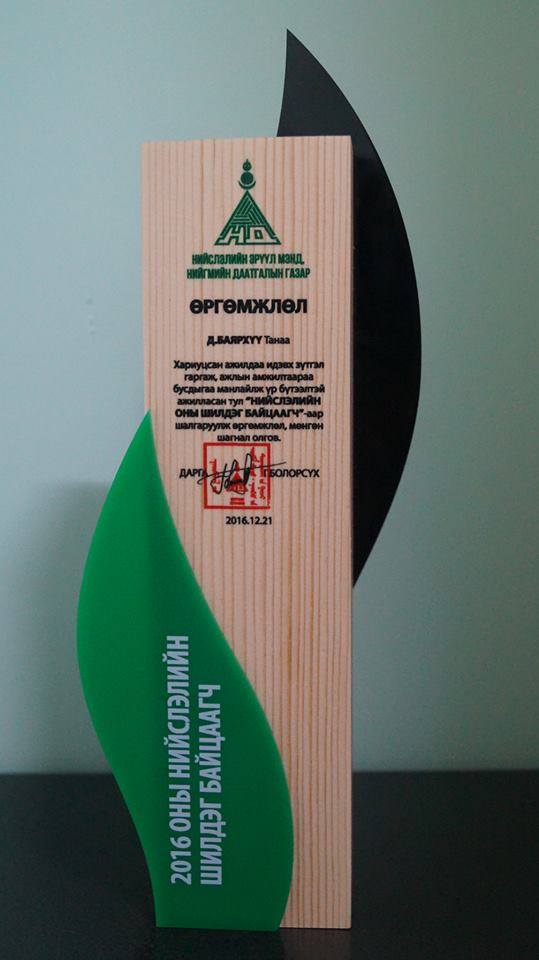 НД
НИЙСЛЭЛИЙН ЭРҮҮЛ МЭНД,
НИЙГМИЙН ДААТГАЛЫН ГАЗАР
ӨРГӨМЖЛӨЛ
Д.БАЯРХҮҮ Танаа
Хариуцсан ажилдаа идэвх зүтгэл
гаргаж, ажлын амжилтаараа
бусдыгаа манлайлж үр бүтээлтэй
ажилласан тул "НИЙСЛЭЛИЙН
ОНЫ ШИЛДЭГ БАЙЦААГЧ"-аар
шалгаруулж өргөмжлөл, мөнгөн
шагнал олгов.
ДАРГА БОЛОРСҮХ
2016.12.21
2016 ОНЫ НИЙСЛЭЛИЙН
ШИЛДЭГ БАЙЦААГЧ